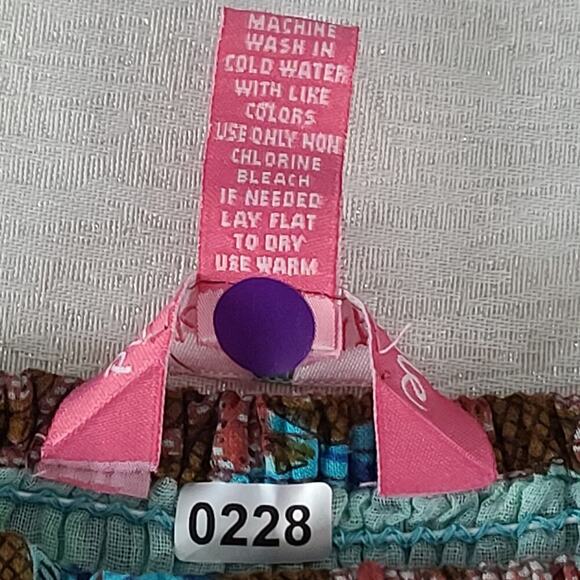 MACHINE
WASH IN
COLD WATER
WITH LIKE
COLORS
USE ONLY NON
CHLORINE
BLEACH
IF NEEDED
LAY FLAT
TO DRY
USE WARM
0228